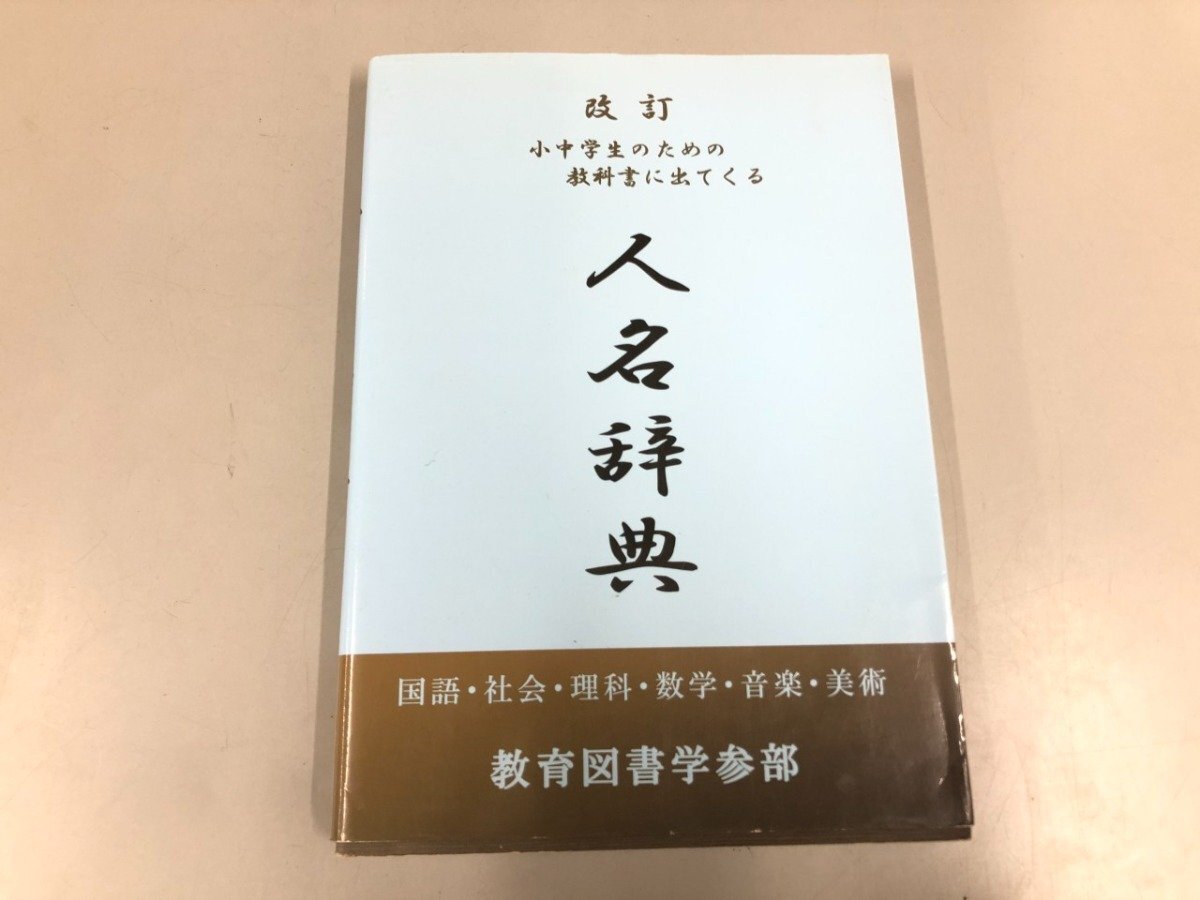 改訂
小中学生のための
教科書に出てくる
人名辞典
国語・社会・理科・数学・音楽・美術
教育図書学参部